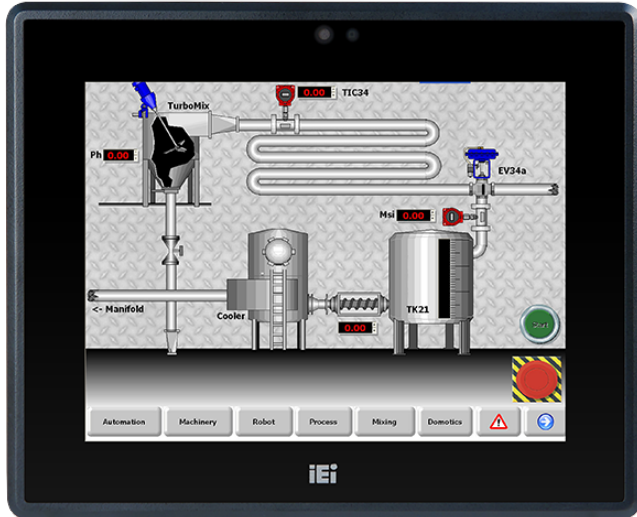 0.00 TIC34
TurboMix
Ph 0.00
EV34a
Msi 0.00
<- Manifold
Cooler
TK21
0.00
Start
Automation Machinery Robot Process Mixing Domotics
iEi